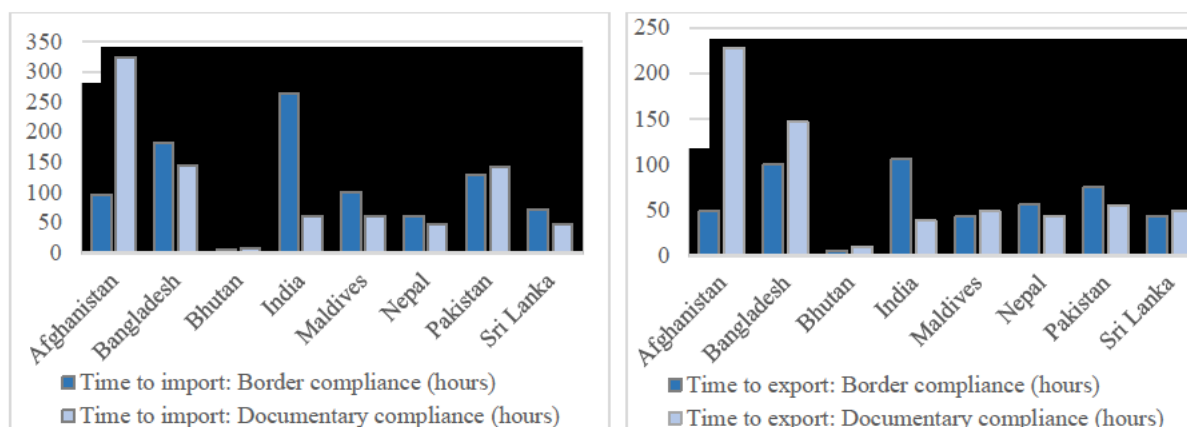 350
300
250
200
150
100
50
0
Afghanistan
Bangladesh
Bhutan
India
Maldives
Nepal
Pakistan
Sri Lanka
Time to import: Border compliance (hours)
Time to import: Documentary compliance (hours)
250
200
150
100
50
0
Afghanistan
Bangladesh
Bhutan
India
Maldives
Nepal
Pakistan
Sri Lanka
Time to export: Border compliance (hours)
Time to export: Documentary compliance (hours)